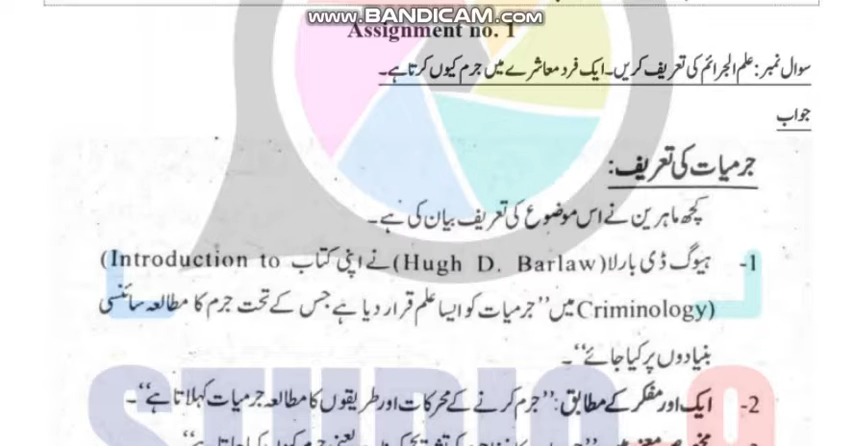 www.BANDICAM.com
Assignment no. 1
سوال نمبر: علم الجرائم کی تعریف کریں۔ ایک فرد معاشرے میں جرم کیوں کرتا ہے۔
جواب
جرمیات کی تعریف:
کچھ ماہرین نے اس موضوع کی تعریف بیان کی ہے۔
1- ہیوگ ڈی بارلا (Hugh D. Barlaw) نے اپنی کتاب (Introduction to
Criminology) میں ”جرمیات کو ایسا علم قرار دیا ہے جس کے تحت جرم کا مطالعہ سائنسی
بنیادوں پر کیا جائے“۔
2- ایک اور مفکر کے مطابق: ”جرم کرنے کے محرکات اور طریقوں کا مطالعہ جرمیات کہلاتا ہے“۔
STUDIO 9